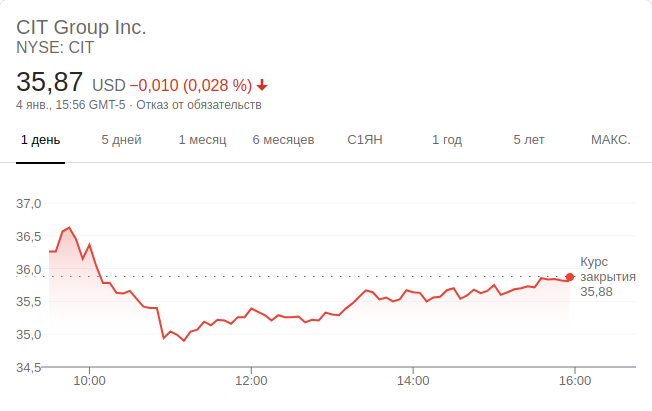 CIT Group Inc.
NYSE: CIT
35,87 USD −0,010 (0,028 %)
4 янв., 15:56 GMT-5 · Отказ от обязательств
1 день 5 дней 1 месяц 6 месяцев С1ЯН 1 год 5 лет МАКС.
37,0
36,5
36,0
35,5
35,0
34,5
Курс
закрытия
35,88
10:00 12:00 14:00 16:00